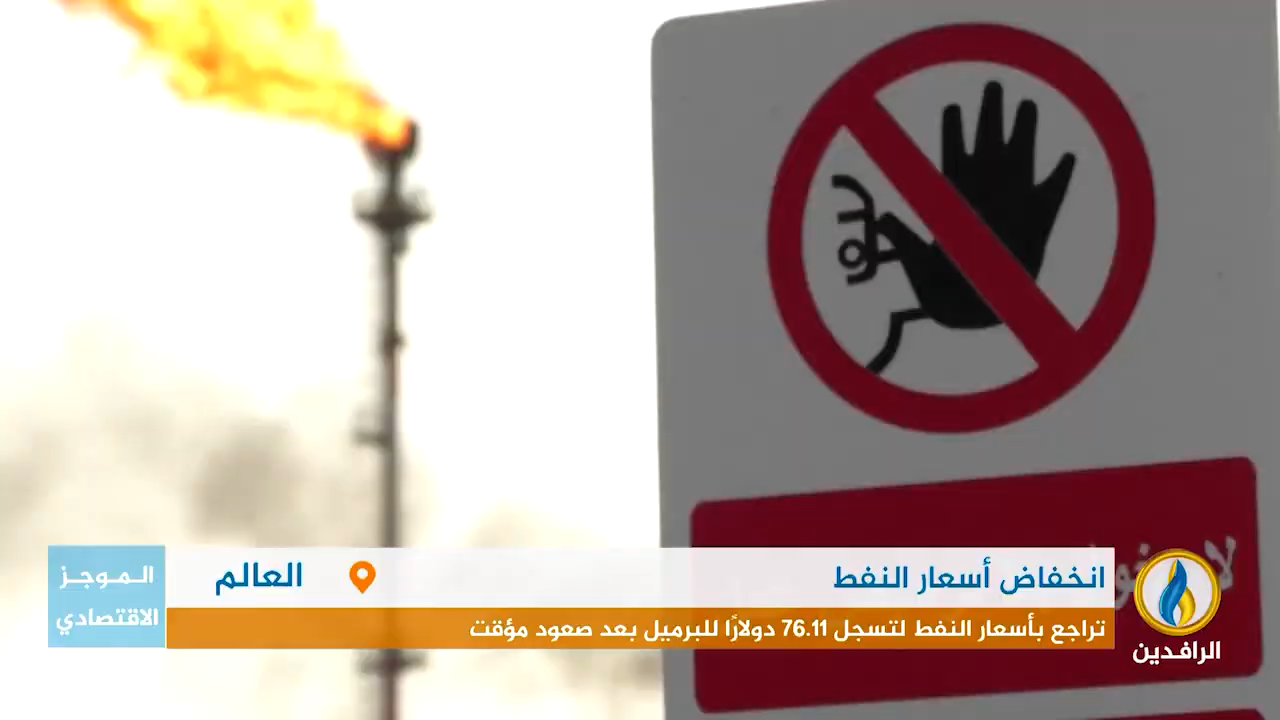 انخفاض أسعار النفط
العالم
تراجع بأسعار النفط لتسجل 76.11 دولارًا للبرميل بعد صعود مؤقت
الـمـوجـز
الاقتصادي
الرافدين